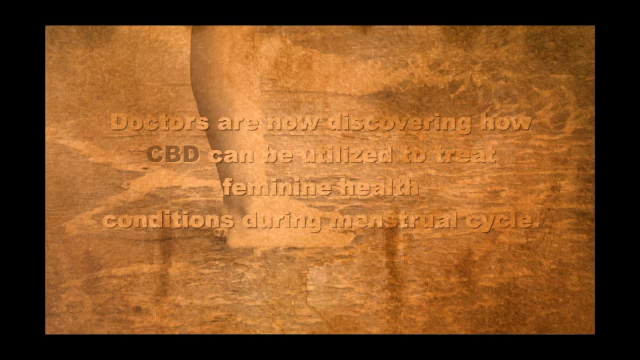 Doctors are now discovering how
CBD can be utilized to treat
feminine health
conditions during menstrual cycle.